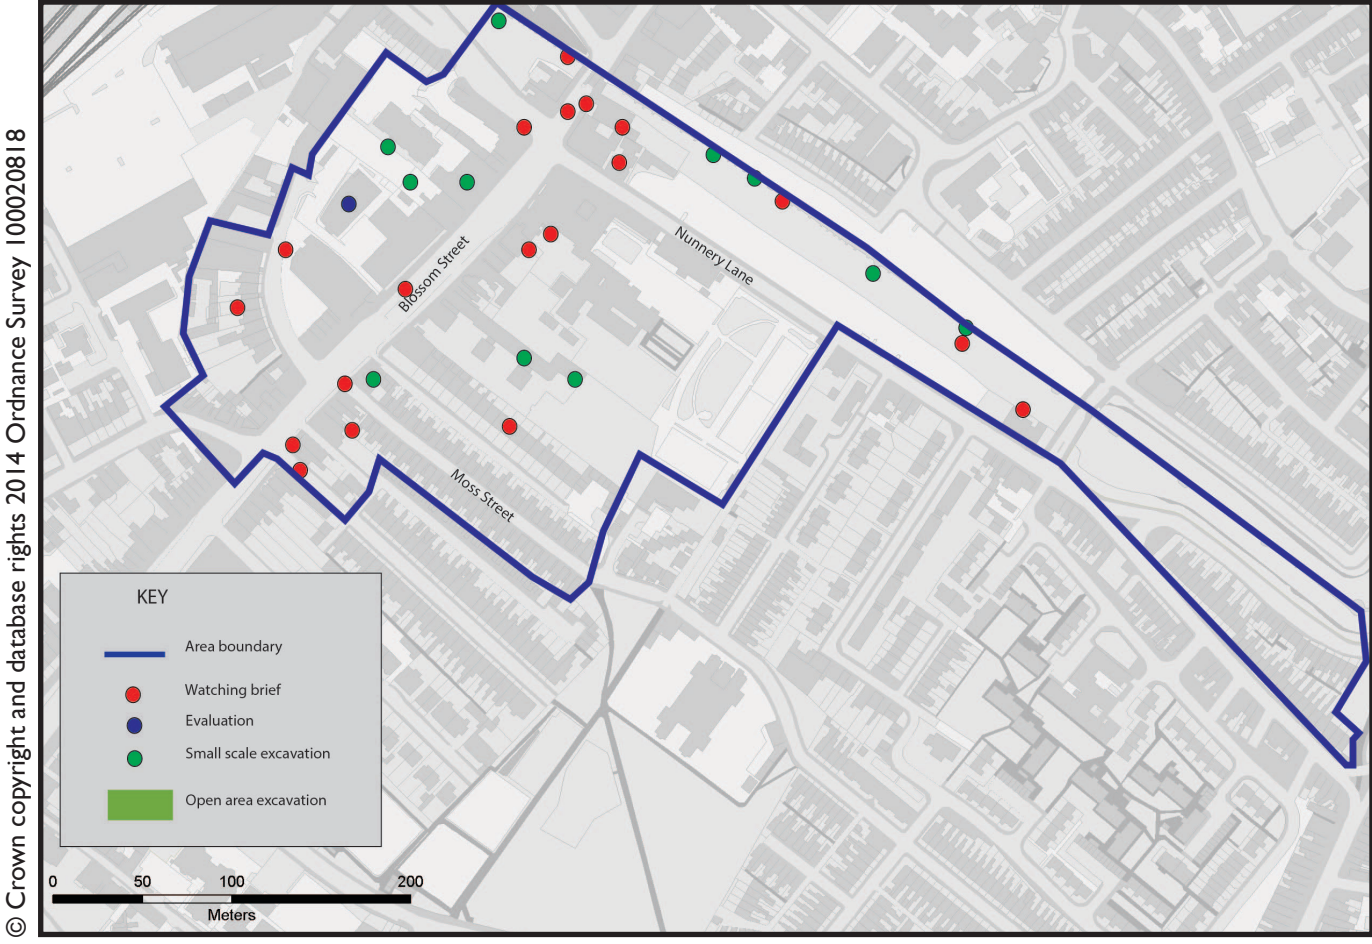 © Crown copyright and database rights 2014 Ordnance Survey 100020818
Nunnery Lane
Blossom Street
Moss Street
KEY
Area boundary
Watching brief
Evaluation
Small scale excavation
Open area excavation
0 50 100 200
Meters